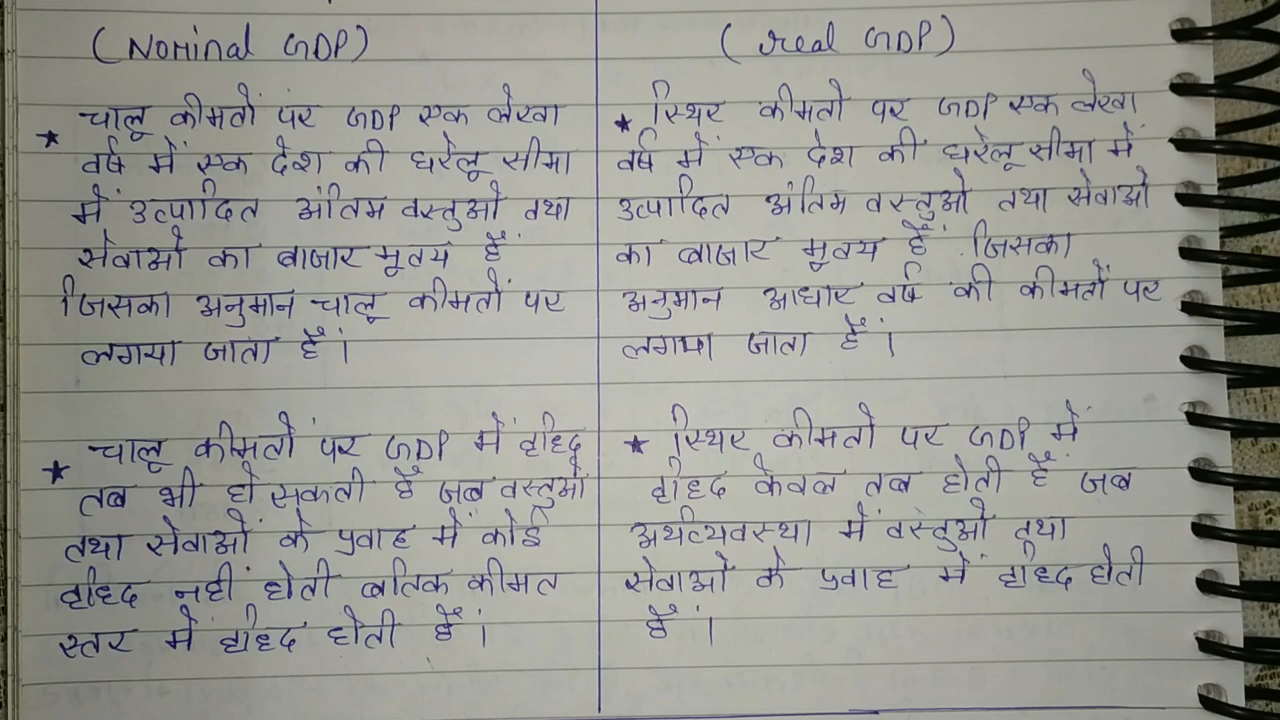 (Nominal GDP)
★ चालू कीमतों पर GDP एक लेखा
वर्ष में एक देश की घरेलू सीमा
में उत्पादित अंतिम वस्तुओं तथा
सेवाओं का बाजार मूल्य हैं
जिसका अनुमान चालू कीमतों पर
लगाया जाता हैं।
★ चालू कीमतों पर GDP में वृद्धि
तब भी हो सकती हैं जब वस्तुओं
तथा सेवाओं के प्रवाह में कोई
वृद्धि नहीं होती बल्कि कीमत
स्तर में वृद्धि होती हैं।
(real GDP)
★ स्थिर कीमतों पर GDP एक लेखा
वर्ष में एक देश की घरेलू सीमा में
उत्पादित अंतिम वस्तुओ तथा सेवाओ
का बाजार मूल्य हैं जिसका
अनुमान आधार वर्ष की कीमतों पर
लगाया जाता हैं।
★ स्थिर कीमतो पर GDP में
वृद्धि केवल तब होती हैं जब
अर्थव्यवस्था में वस्तुओं तथा
सेवाओं के प्रवाह में वृद्धि होती
हैं।